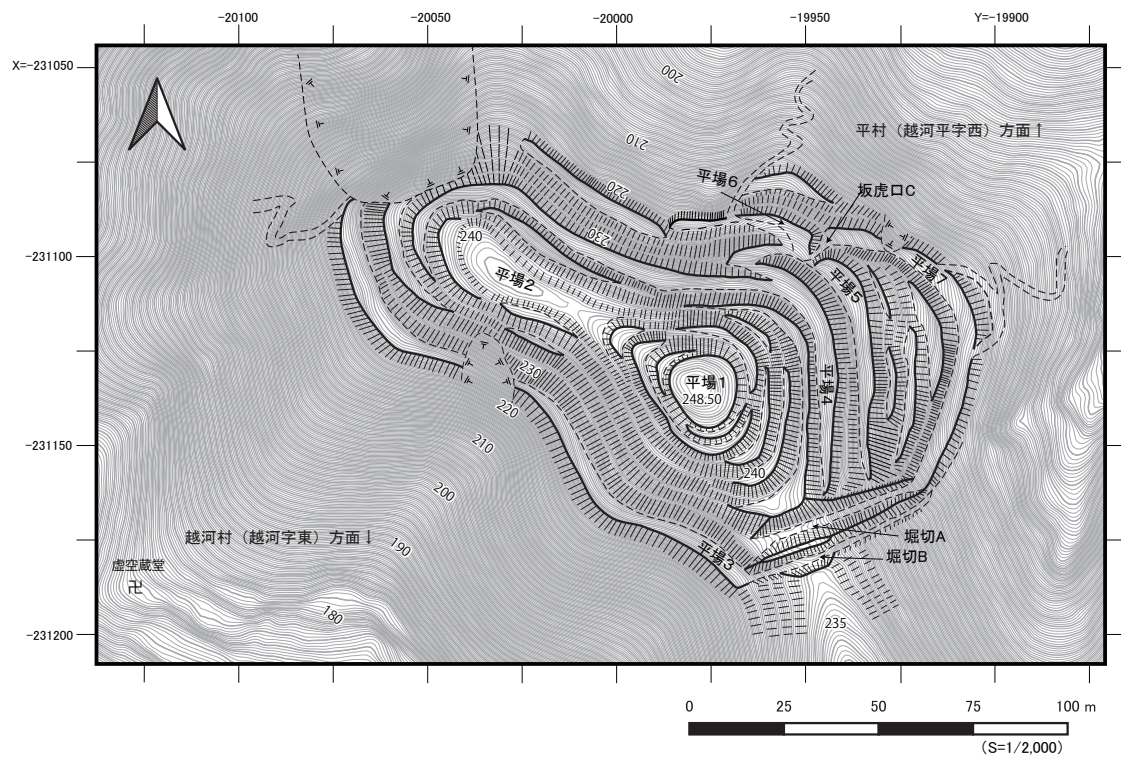 -20100
-20050
-20000
-19950
Y=-19900
X=-231050
-231100
-231150
-231200
200
210
平村（越河平字西）方面↑
平場6
坂虎口C
220
230
240
平場2
平場5
平場7
230
平場1
248.50
平場4
220
210
240
200
堀切A
越河村（越河字東）方面↓
190
平場3
堀切B
虚空蔵堂
卍
180
235
0 25 50 75 100 m
(S=1/2,000)